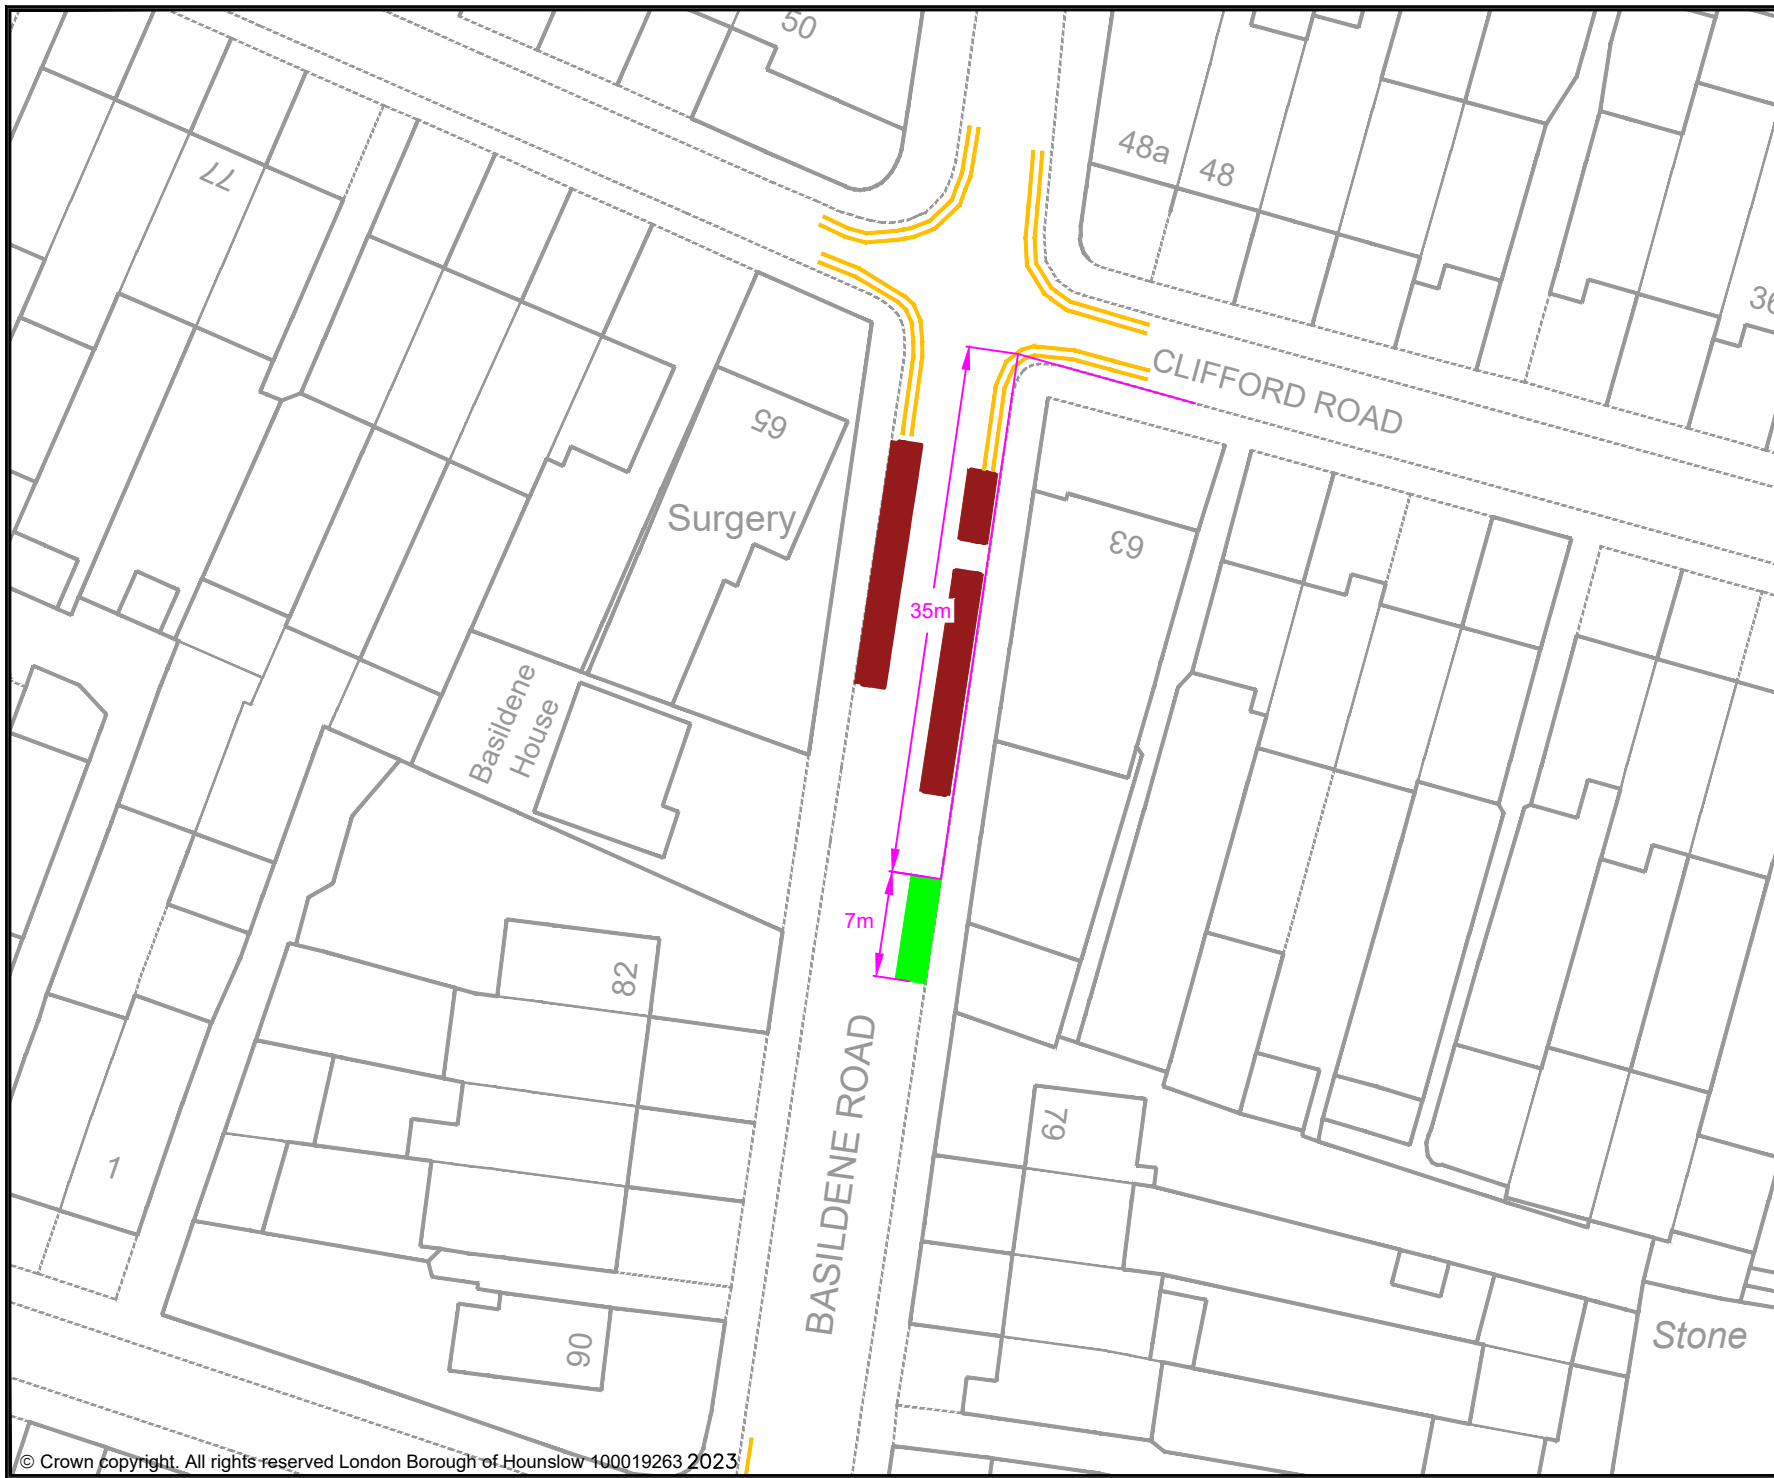 50
48a
48
77
36
CLIFFORD ROAD
65
Surgery
63
35m
Basildene
House
7m
82
BASILDENE ROAD
79
1
90
Stone
© Crown copyright. All rights reserved London Borough of Hounslow 100019263 2023